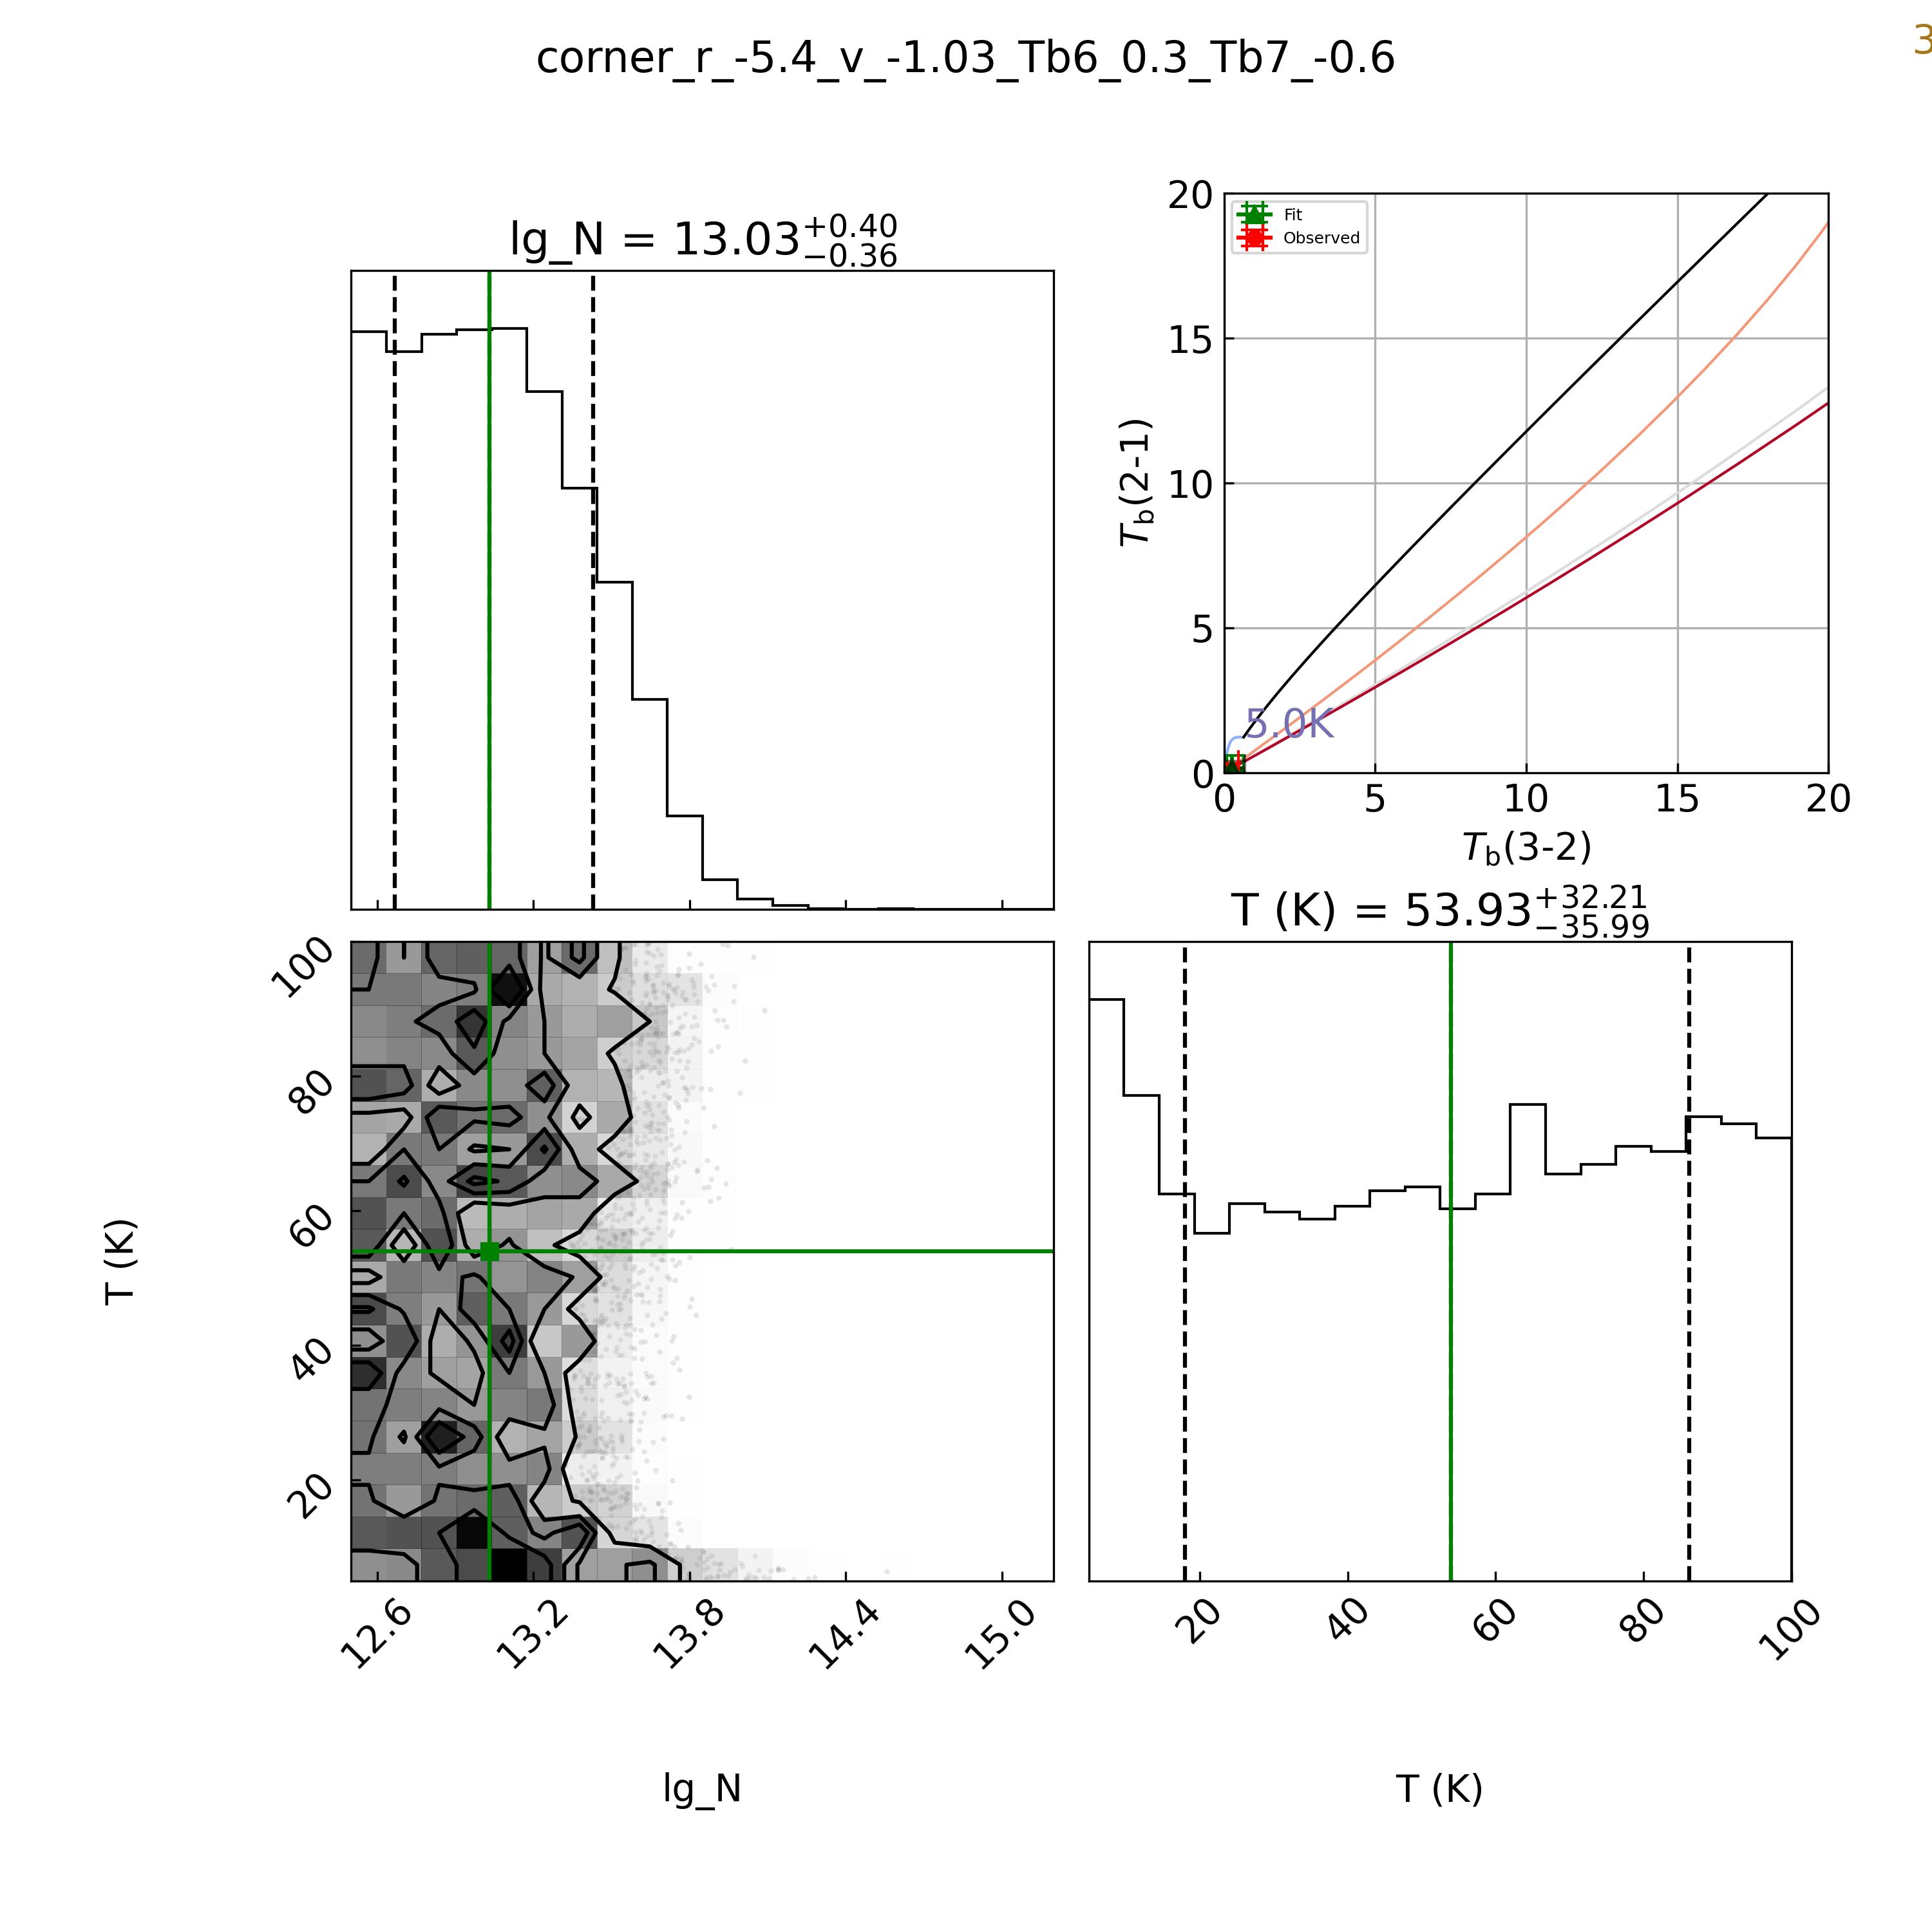 3
corner_r_-5.4_v_-1.03_Tb6_0.3_Tb7_-0.6
lg_N = 13.03+0.40−0.36
20
15
10
5
0
Tb(2-1)
Fit
Observed
5.0K
0 5 10 15 20
Tb(3-2)
T (K) = 53.93+32.21−35.99
100
80
60
40
20
T (K)
12.6 13.2 13.8 14.4 15.0
lg_N
20 40 60 80 100
T (K)